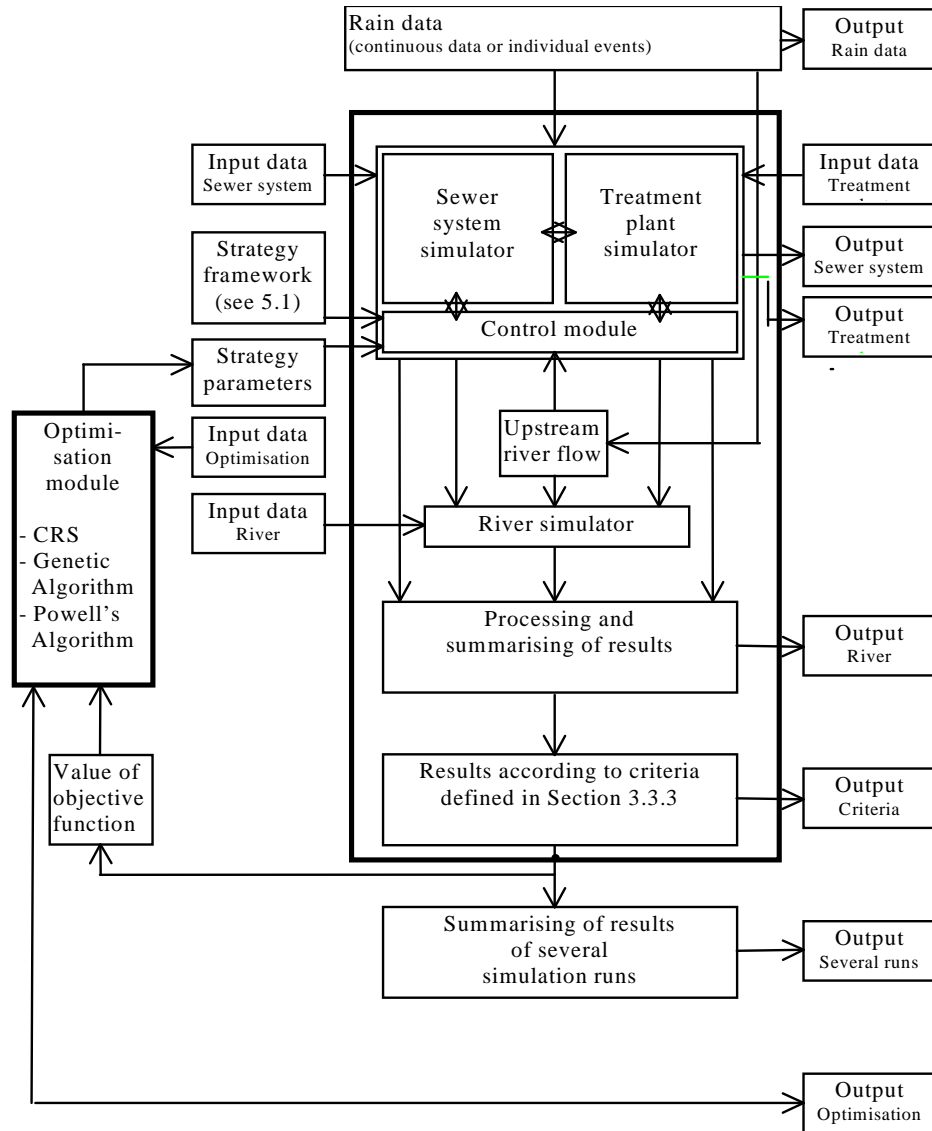 Rain data
(continuous data or individual events)
Output
Rain data
Input data
Sewer system
Sewer
system
simulator
Treatment
plant
simulator
Input data
Treatment
Strategy
framework
(see 5.1)
Output
Sewer system
Control module
Output
Treatment
Strategy
parameters
Optimi-
sation
module
- CRS
- Genetic
Algorithm
- Powell's
Algorithm
Input data
Optimisation
Upstream
river flow
Input data
River
River simulator
Processing and
summarising of results
Output
River
Value of
objective
function
Results according to criteria
defined in Section 3.3.3
Output
Criteria
Summarising of results
of several
simulation runs
Output
Several runs
Output
Optimisation